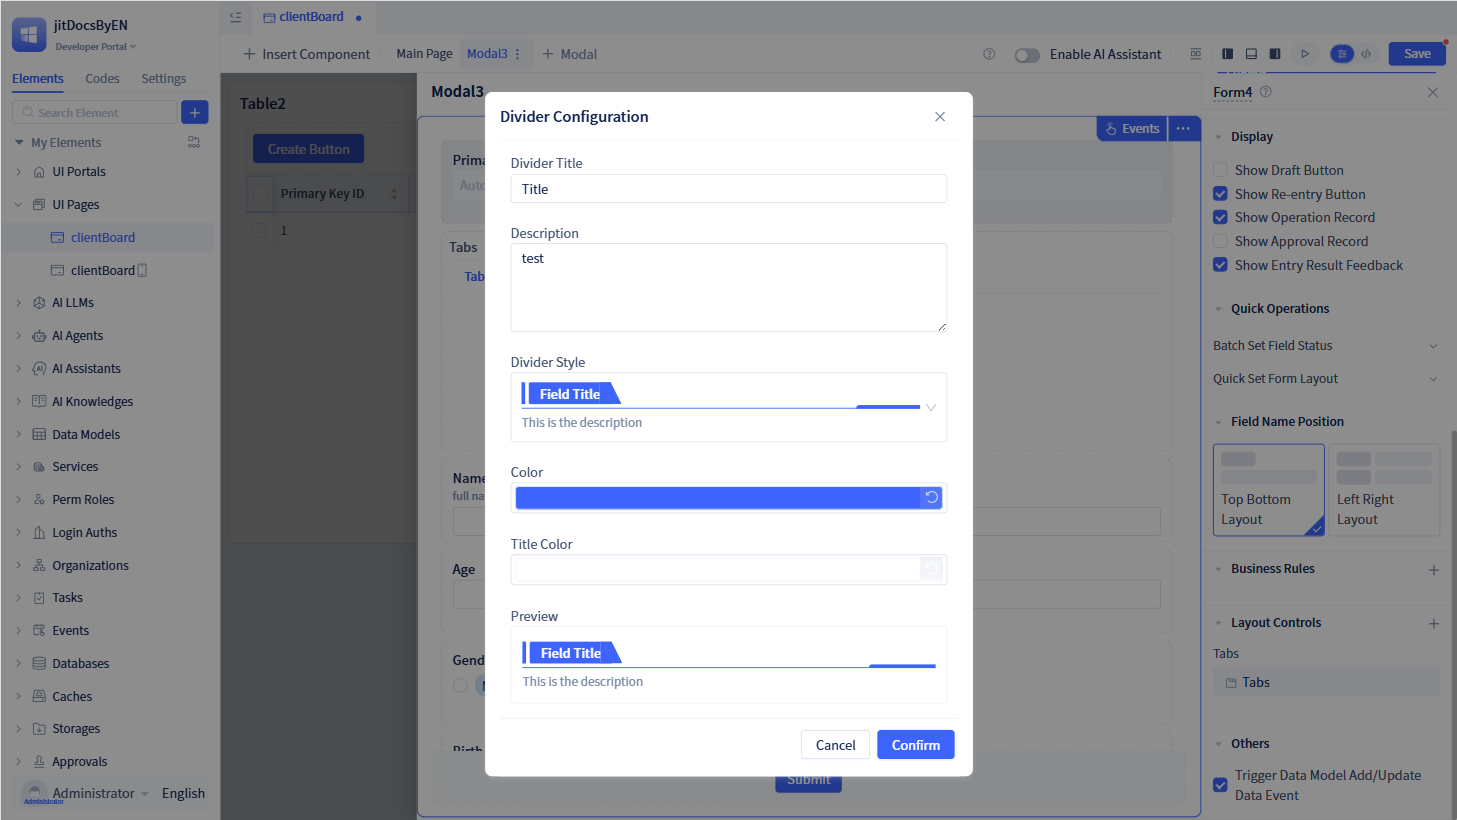 jitDocsByEN
Developer Portal
Elements
Codes
Settings
Search Element
My Elements
UI Portals
UI Pages
clientBoard
clientBoard
AI LLMs
AI Agents
AI Assistants
AI Knowledges
Data Models
Services
Perm Roles
Login Auths
Organizations
Tasks
Events
Databases
Caches
Storages
Approvals
Administrator
Administrator
English
clientBoard
Insert Component
Main Page
Modal3
Modal
Enable AI Assistant
Save
Table2
Create Button
Primary Key ID
1
Modal3
Events
Tabs
Name
Age
Submit
Divider Configuration
Divider Title
Title
Description
test
Divider Style
Field Title
This is the description
Color
Title Color
Preview
Field Title
This is the description
Cancel
Confirm
Form4
Display
Show Draft Button
Show Re-entry Button
Show Operation Record
Show Approval Record
Show Entry Result Feedback
Quick Operations
Batch Set Field Status
Quick Set Form Layout
Field Name Position
Top Bottom
Layout
Left Right
Layout
Business Rules
Layout Controls
Tabs
Tabs
Others
Trigger Data Model Add/Update
Data Event